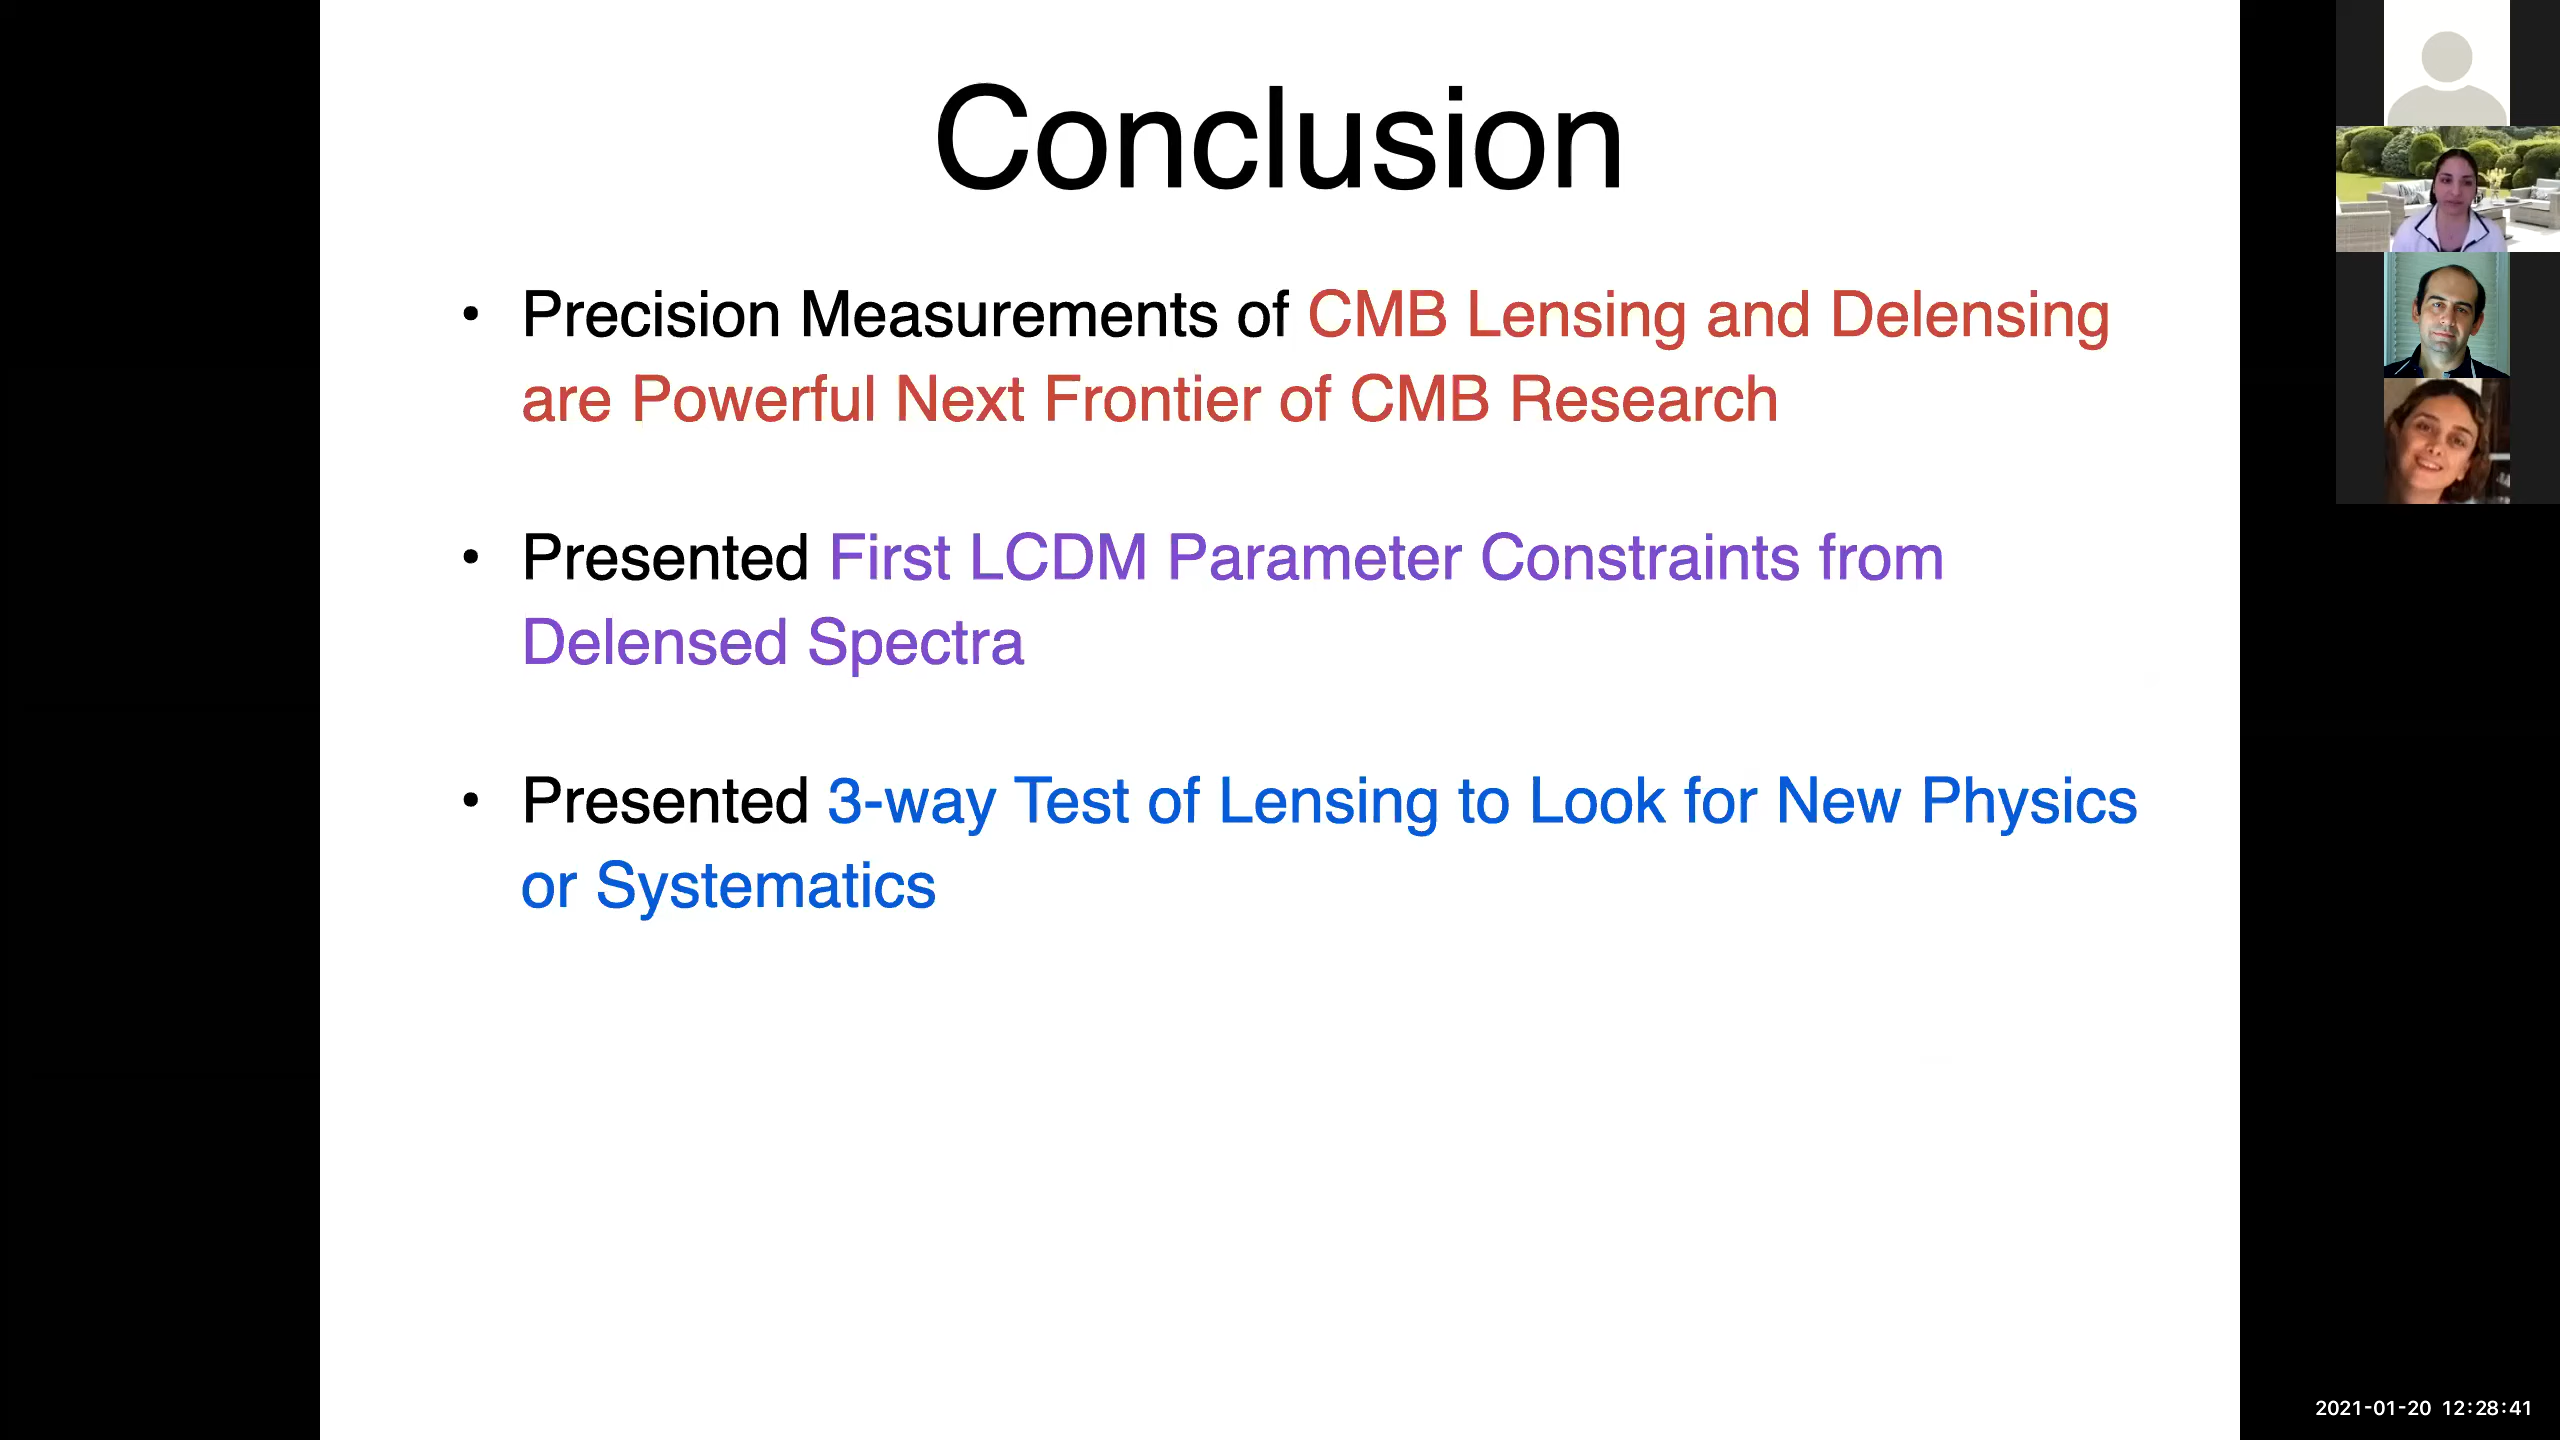 Conclusion
• Precision Measurements of CMB Lensing and Delensing
are Powerful Next Frontier of CMB Research
• Presented First LCDM Parameter Constraints from
Delensed Spectra
• Presented 3-way Test of Lensing to Look for New Physics
or Systematics
2021-01-20 12:28:41